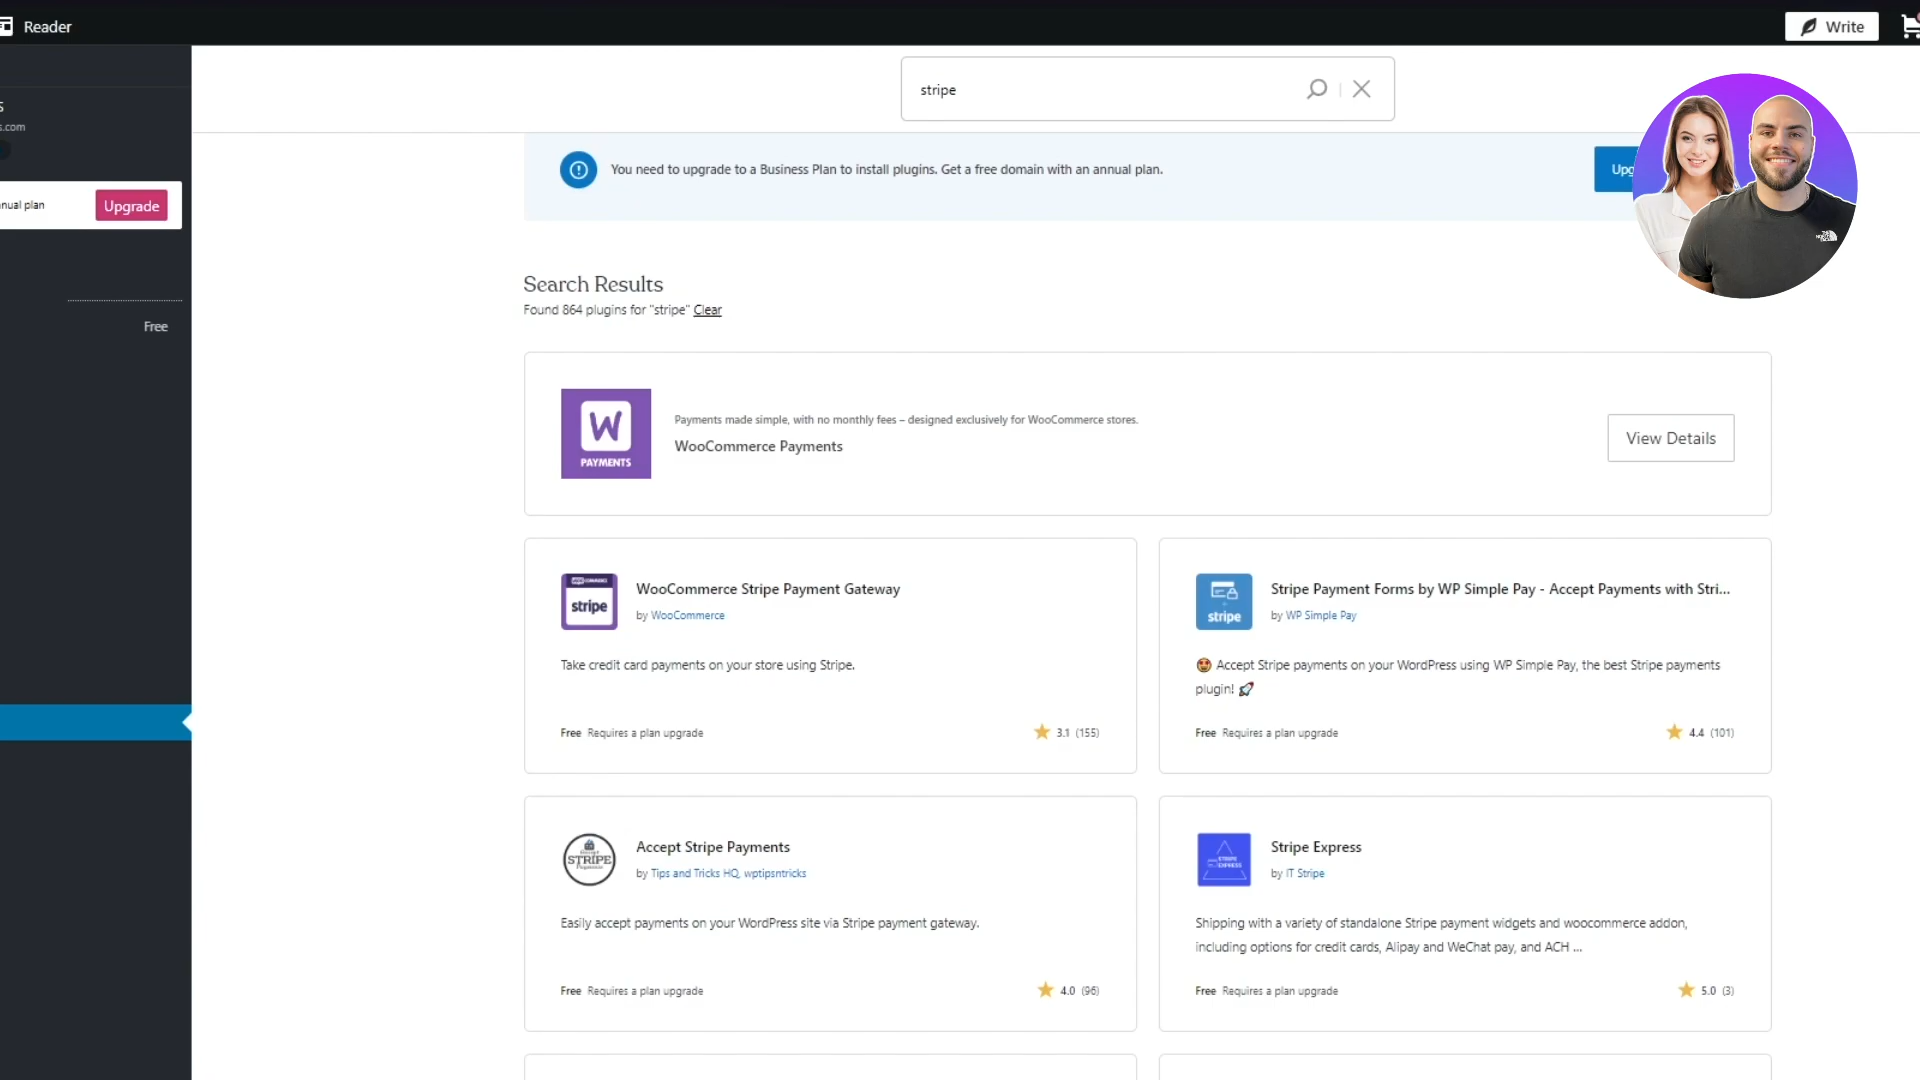 Reader
Write
s
s.com
nnual plan
Upgrade
Free
stripe
You need to upgrade to a Business Plan to install plugins. Get a free domain with an annual plan.
Upg
Search Results
Found 864 plugins for "stripe" Clear
W
PAYMENTS
Payments made simple, with no monthly fees – designed exclusively for WooCommerce stores.
WooCommerce Payments
View Details
stripe
WooCommerce Stripe Payment Gateway
by WooCommerce
Take credit card payments on your store using Stripe.
Free Requires a plan upgrade
3.1 (155)
stripe
Stripe Payment Forms by WP Simple Pay - Accept Payments with Stri...
by WP Simple Pay
🤩 Accept Stripe payments on your WordPress using WP Simple Pay, the best Stripe payments
plugin! 🚀
Free Requires a plan upgrade
4.4 (101)
STRIPE
Accept Stripe Payments
by Tips and Tricks HQ, wptipsntricks
Easily accept payments on your WordPress site via Stripe payment gateway.
Free Requires a plan upgrade
4.0 (96)
STRIPE
EXPRESS
Stripe Express
by IT Stripe
Shipping with a variety of standalone Stripe payment widgets and woocommerce addon,
including options for credit cards, Alipay and WeChat pay, and ACH ...
Free Requires a plan upgrade
5.0 (3)